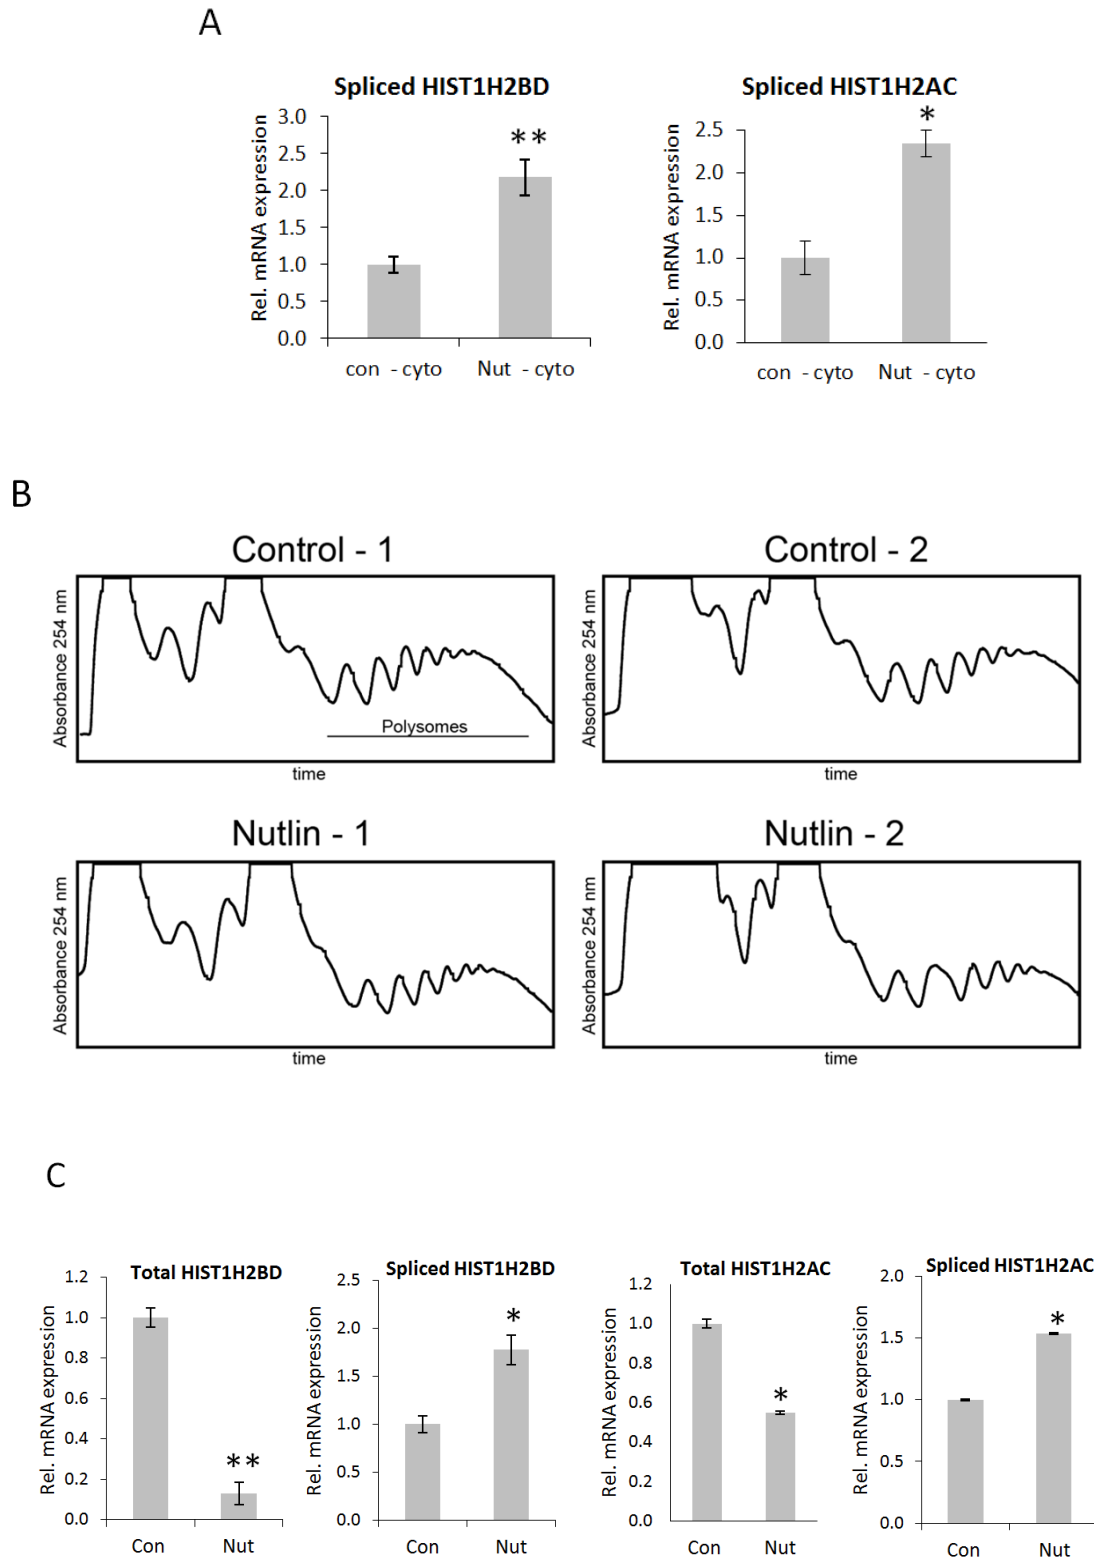 A
Spliced HIST1H2BD
Rel. mRNA expression
3.0
2.5
2.0
1.5
1.0
0.5
0.0
**
con - cyto
Nut - cyto
Spliced HIST1H2AC
Rel. mRNA expression
2.5
2.0
1.5
1.0
0.5
0.0
*
con - cyto
Nut - cyto
B
Control - 1
Absorbance 254 nm
Polysomes
time
Control - 2
Absorbance 254 nm
time
Nutlin - 1
Absorbance 254 nm
time
Nutlin - 2
Absorbance 254 nm
time
C
Total HIST1H2BD
Rel. mRNA expression
1.2
1.0
0.8
0.6
0.4
0.2
0.0
**
Con
Nut
Spliced HIST1H2BD
Rel. mRNA expression
2.5
2.0
1.5
1.0
0.5
0.0
*
Con
Nut
Total HIST1H2AC
Rel. mRNA expression
1.2
1.0
0.8
0.6
0.4
0.2
0.0
*
Con
Nut
Spliced HIST1H2AC
Rel. mRNA expression
2.0
1.5
1.0
0.5
0.0
*
Con
Nut